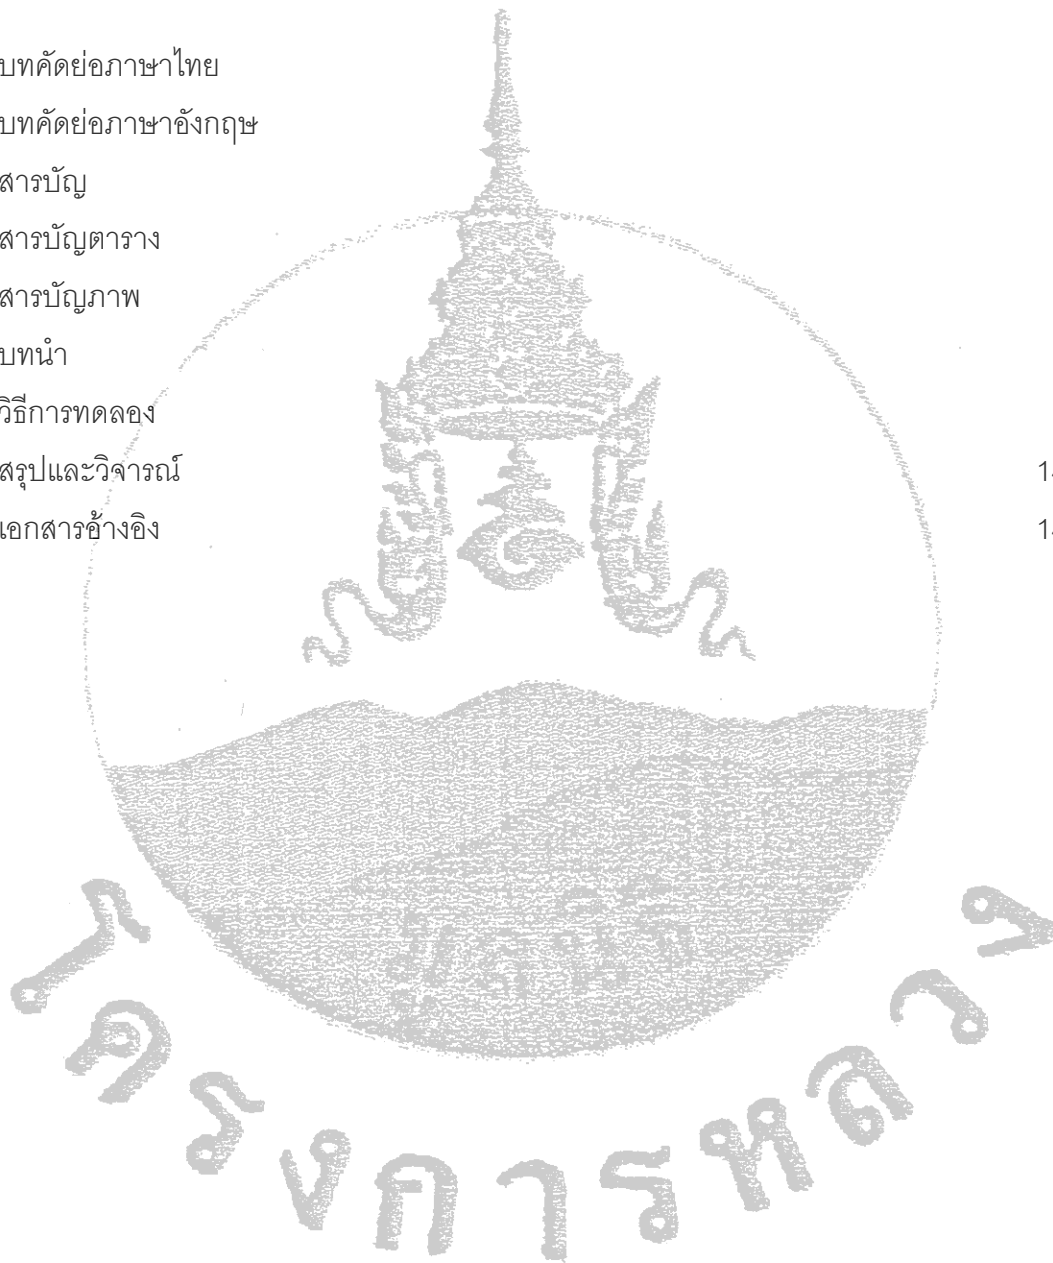 บทคัดย่อภาษาไทย
บทคัดย่อภาษาอังกฤษ
สารบัญ
สารบัญตาราง
สารบัญภาพ
บทนำ
วิธีการทดลอง
สรุปและวิจารณ์
เอกสารอ้างอิง
มูลนิธิ
โครงการหลวง